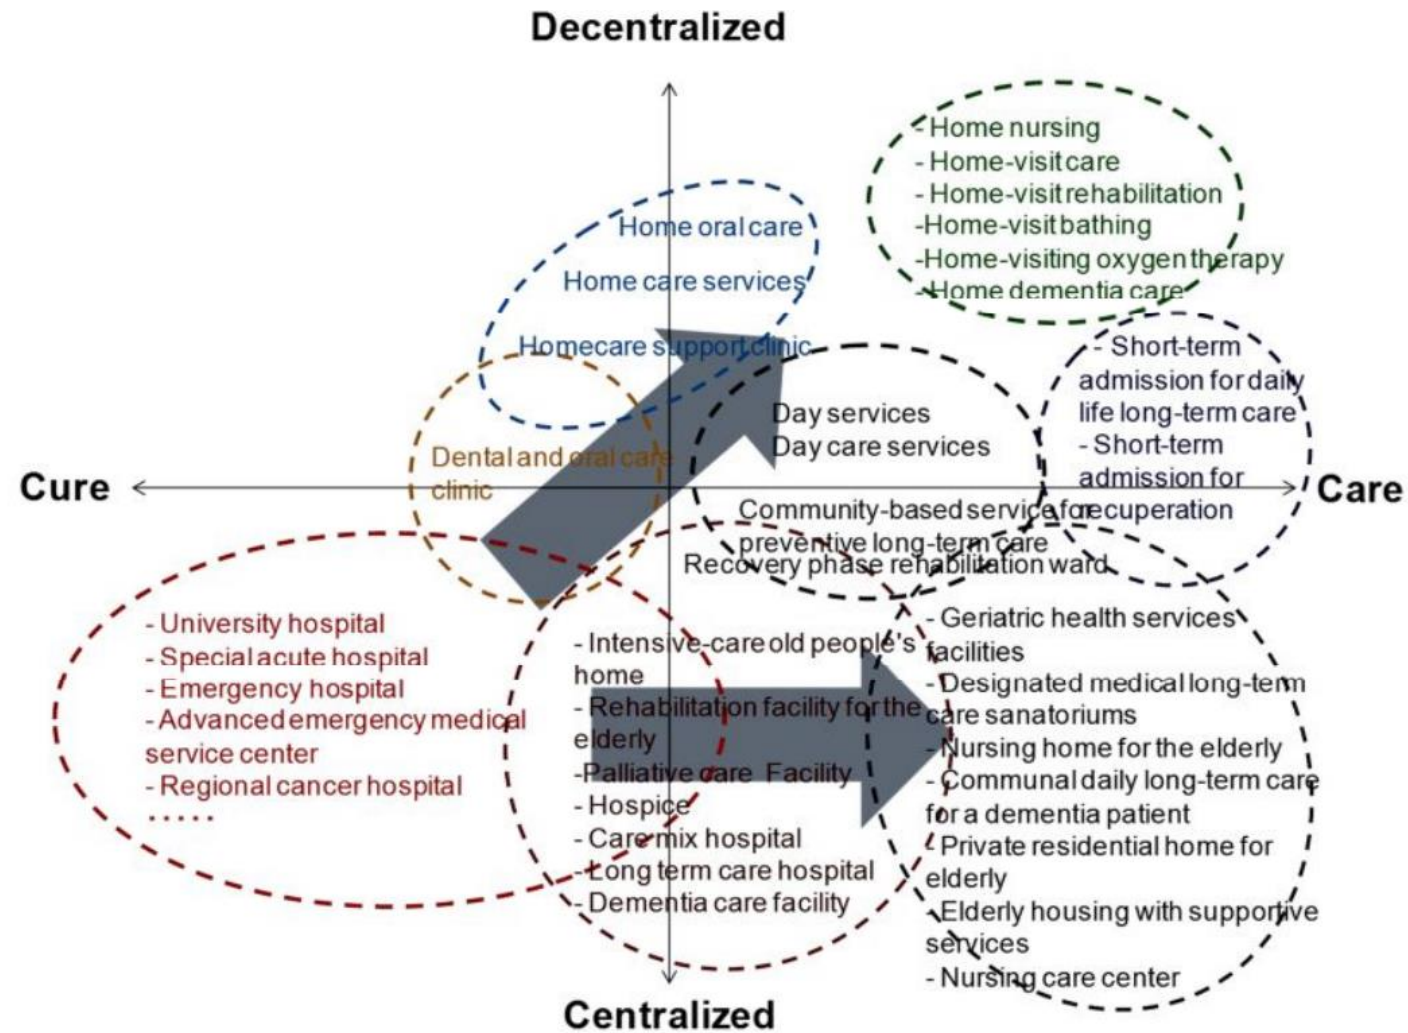 Decentralized
- Home nursing
- Home-visit care
- Home-visit rehabilitation
-Home-visit bathing
-Home-visiting oxygen therapy
- Home dementia care
Home oral care
Home care services
Homecare support clinic
- Short-term
admission for daily
life long-term care
- Short-term
admission for
recuperation
Day services
Day care services
Dental and oral care
clinic
Cure
Care
Community-based service for
preventive long-term care
Recovery phase rehabilitation ward
- University hospital
- Special acute hospital
- Emergency hospital
- Advanced emergency medical
service center
- Regional cancer hospital
......
- Intensive-care old people's
home
- Rehabilitation facility for the
elderly
-Palliative care Facility
- Hospice
- Care mix hospital
- Long term care hospital
- Dementia care facility
- Geriatric health services
facilities
- Designated medical long-term
care sanatoriums
- Nursing home for the elderly
- Communal daily long-term care
for a dementia patient
- Private residential home for
elderly
- Elderly housing with supportive
services
- Nursing care center
Centralized